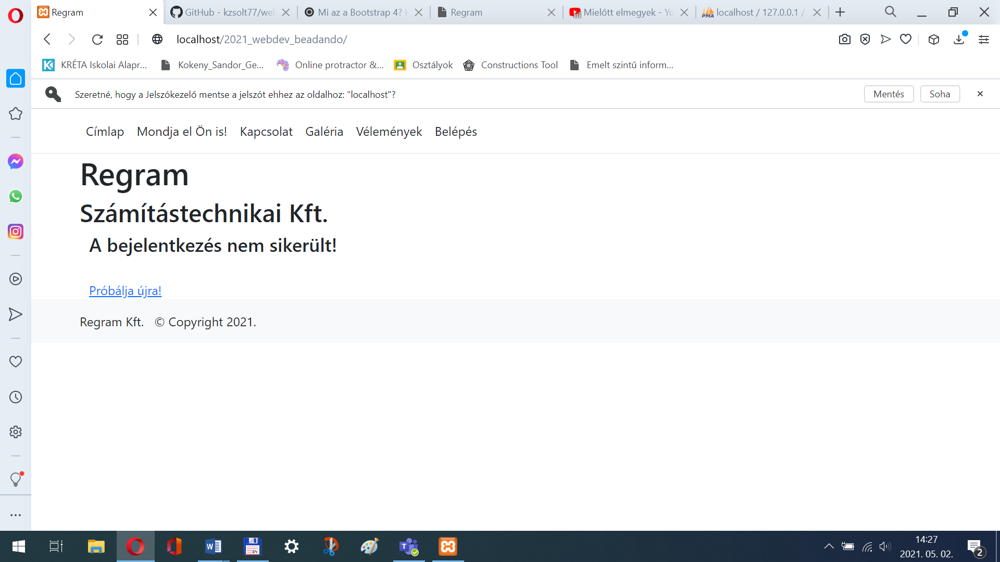 Regram
GitHub - kzsolt77/wel
Mi az a Bootstrap 4? H
Regram
Mielőtt elmegyek - Yo
localhost / 127.0.0.1 /
localhost/2021_webdev_beadando/
KRÉTA Iskolai Alapr...
Kokeny_Sandor_Ge...
Online protractor &...
Osztályok
Constructions Tool
Emelt szintű inform...
Szeretné, hogy a Jelszókezelő mentse a jelszót ehhez az oldalhoz: "localhost"?
Mentés
Soha
Címlap
Mondja el Ön is!
Kapcsolat
Galéria
Vélemények
Belépés
Regram
Számítástechnikai Kft.
A bejelentkezés nem sikerült!
Próbálja újra!
Regram Kft. © Copyright 2021.
14:27
2021. 05. 02.
2